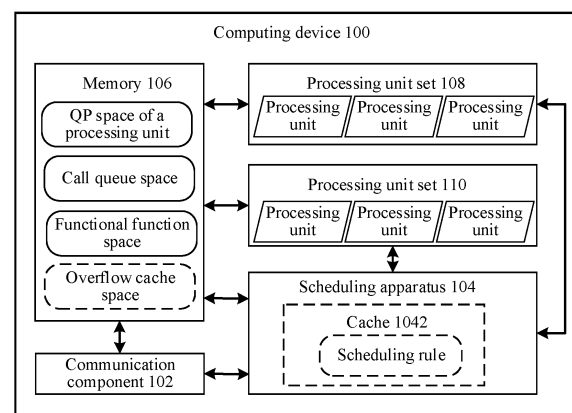 Computing device 100
Memory 106
QP space of a
processing unit
Call queue space
Functional function
space
Overflow cache
space
Communication
component 102
Processing unit set 108
Processing
unit
Processing
unit
Processing
unit
Processing unit set 110
Processing
unit
Processing
unit
Processing
unit
Scheduling apparatus 104
Cache 1042
Scheduling rule